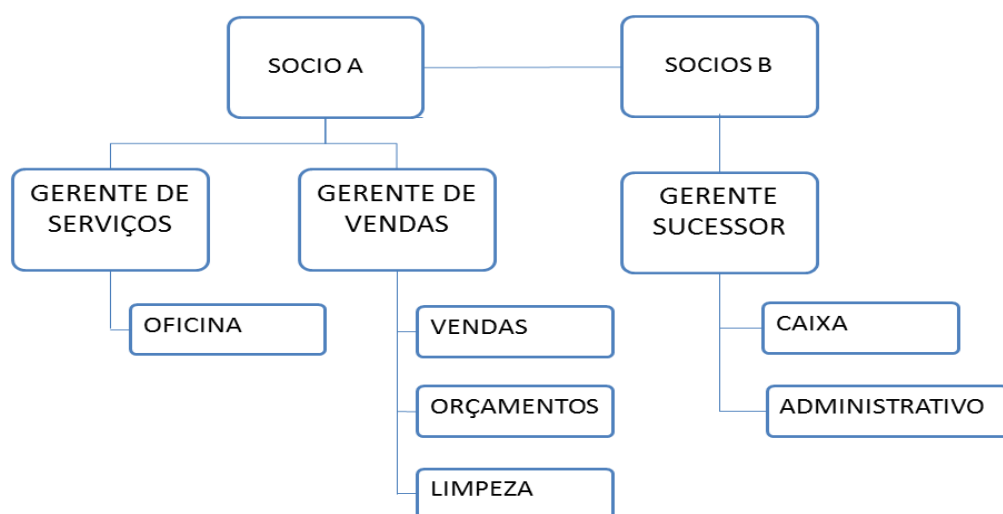 SOCIO A
SOCIOS B
GERENTE DE
SERVIÇOS
GERENTE DE
VENDAS
GERENTE
SUCESSOR
OFICINA
VENDAS
ORÇAMENTOS
LIMPEZA
CAIXA
ADMINISTRATIVO